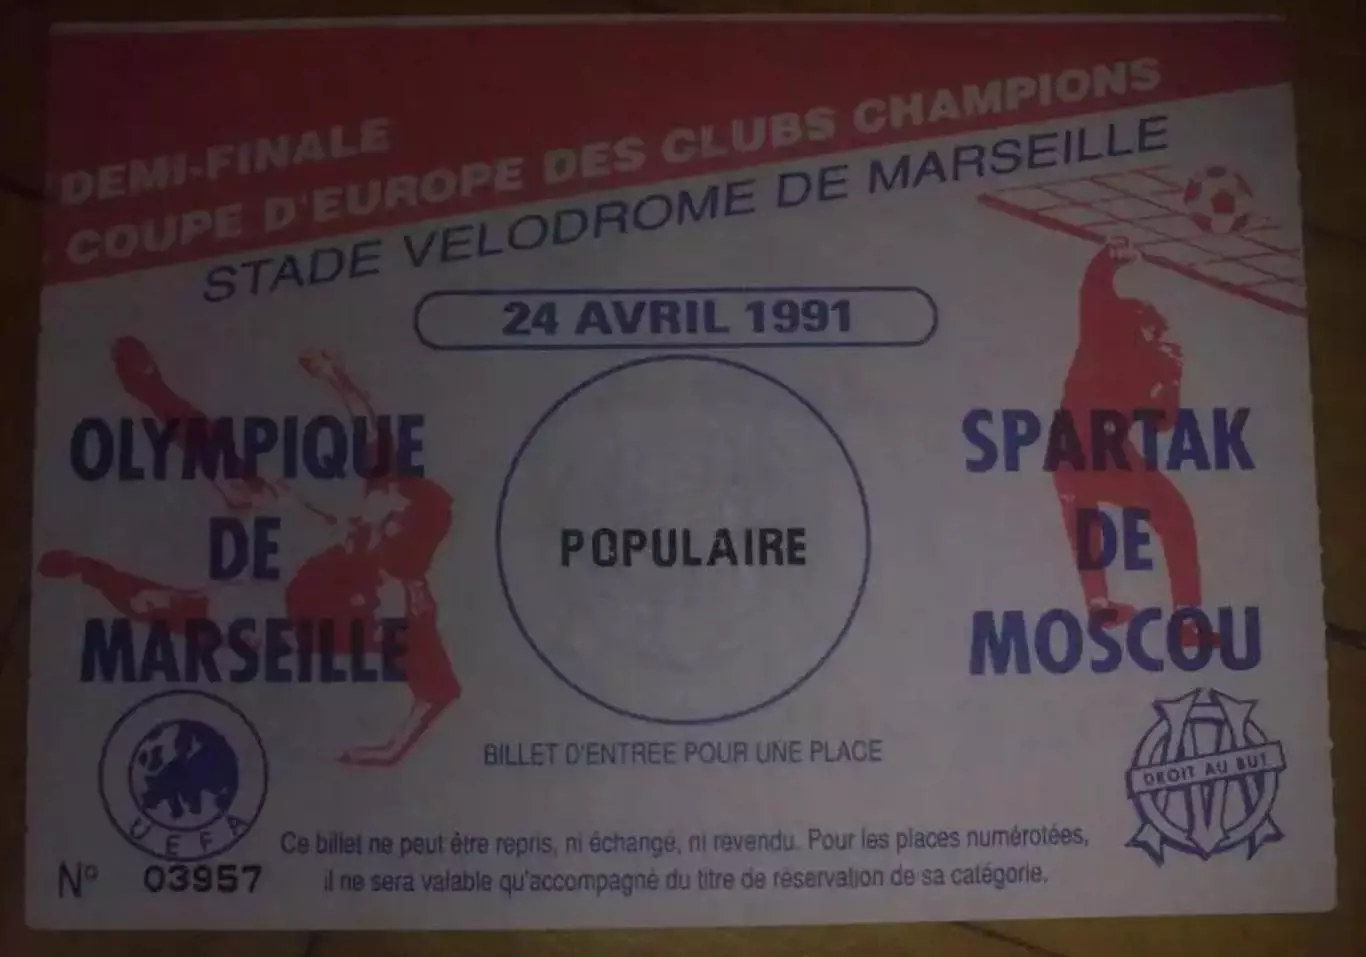 DEMI-FINALE
COUPE D'EUROPE DES CLUBS CHAMPIONS
STADE VELODROME DE MARSEILLE
24 AVRIL 1991
OLYMPIQUE
DE
MARSEILLE
POPULAIRE
SPARTAK
DE
MOSCOU
BILLET D'ENTREE POUR UNE PLACE
UEFA
DROIT AU BUT
Ce billet ne peut être repris, ni échangé, ni revendu. Pour les places numérotées,
il ne sera valable qu'accompagné du titre de réservation de sa catégorie.
N° 03957